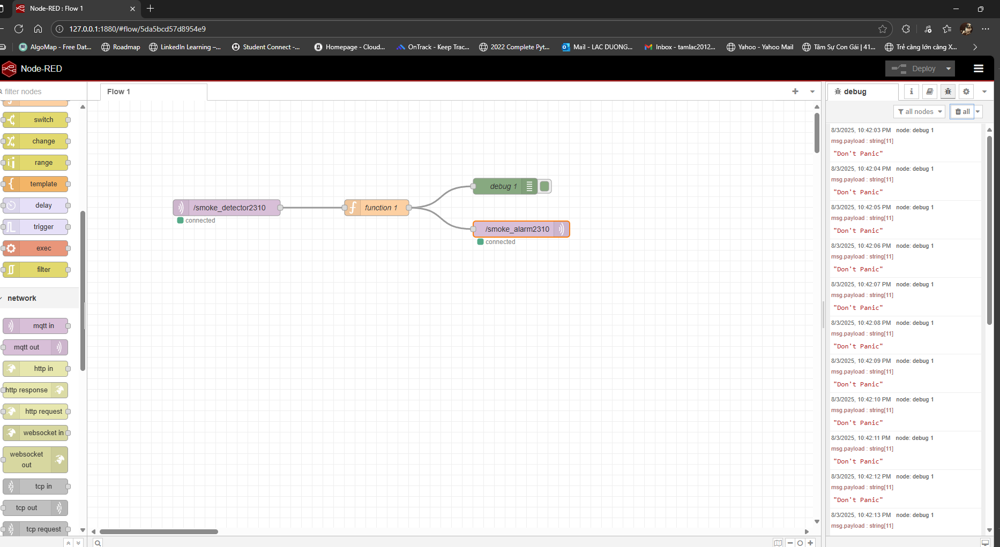 Node-RED : Flow 1
127.0.0.1:1880/#flow/5da5bcd57d8954e9
AlgoMap - Free Dat...
Roadmap
LinkedIn Learning –...
Student Connect -...
Homepage - Cloud...
OnTrack - Keep Trac...
2022 Complete Pyt...
Mail - LAC DUONG...
Inbox - tamlac2012...
Yahoo - Yahoo Mail
Tâm Sự Con Gái | 41...
Trẻ càng lớn càng X...
Node-RED
Deploy
filter nodes
Flow 1
debug
all nodes
all
switch
change
range
template
delay
trigger
exec
filter
network
mqtt in
mqtt out
http in
http response
http request
websocket in
websocket
out
tcp in
tcp out
tcp request
/smoke_detector2310
connected
function 1
debug 1
/smoke_alarm2310
connected
8/3/2025, 10:42:03 PM node: debug 1
msg.payload : string[11]
"Don't Panic"
8/3/2025, 10:42:04 PM node: debug 1
msg.payload : string[11]
"Don't Panic"
8/3/2025, 10:42:05 PM node: debug 1
msg.payload : string[11]
"Don't Panic"
8/3/2025, 10:42:06 PM node: debug 1
msg.payload : string[11]
"Don't Panic"
8/3/2025, 10:42:07 PM node: debug 1
msg.payload : string[11]
"Don't Panic"
8/3/2025, 10:42:08 PM node: debug 1
msg.payload : string[11]
"Don't Panic"
8/3/2025, 10:42:09 PM node: debug 1
msg.payload : string[11]
"Don't Panic"
8/3/2025, 10:42:10 PM node: debug 1
msg.payload : string[11]
"Don't Panic"
8/3/2025, 10:42:11 PM node: debug 1
msg.payload : string[11]
"Don't Panic"
8/3/2025, 10:42:12 PM node: debug 1
msg.payload : string[11]
"Don't Panic"
8/3/2025, 10:42:13 PM node: debug 1
msg.payload : string[11]